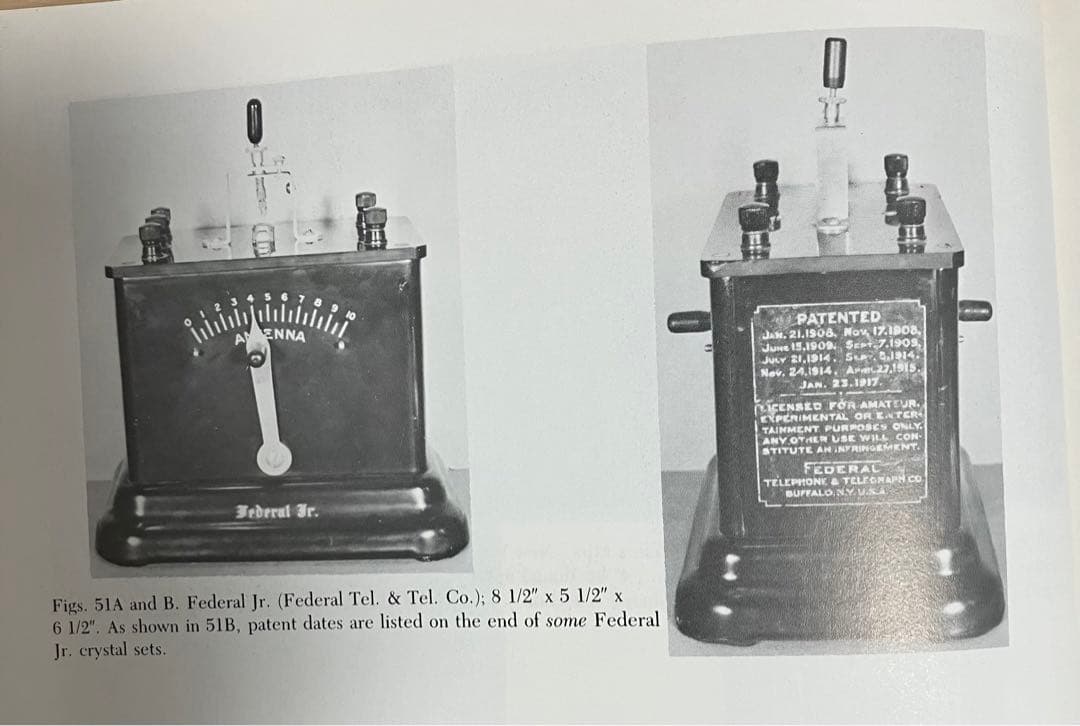 0 1 2 3 4 5 6 7 8 9 10
ANTENNA
Federal Jr.
PATENTED
JAN. 21.1908. NOV. 17.1908.
JUNE 15.1909. SEPT. 7.1909.
JULY 21.1914. SEPT. 8.1914.
NOV. 24.1914. APRIL 27.1915.
JAN. 23.1917.
LICENSED FOR AMATEUR.
EXPERIMENTAL OR ENTER-
TAINMENT PURPOSES ONLY.
ANY OTHER USE WILL CON-
STITUTE AN INFRINGEMENT.
FEDERAL
TELEPHONE & TELEGRAPH CO
BUFFALO. N.Y. U.S.A
Figs. 51A and B. Federal Jr. (Federal Tel. & Tel. Co.); 8 1/2" x 5 1/2" x
6 1/2". As shown in 51B, patent dates are listed on the end of some Federal
Jr. crystal sets.